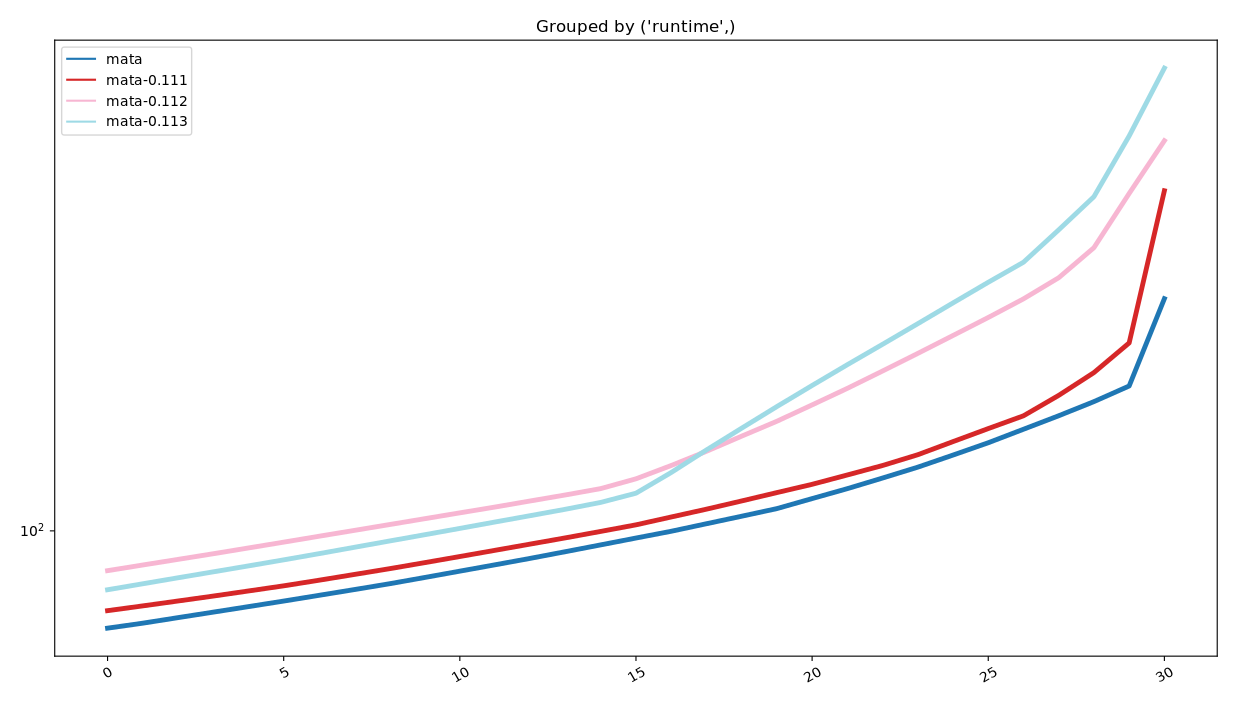 Grouped by ('runtime',)
mata
mata-0.111
mata-0.112
mata-0.113
10²
0 5 10 15 20 25 30